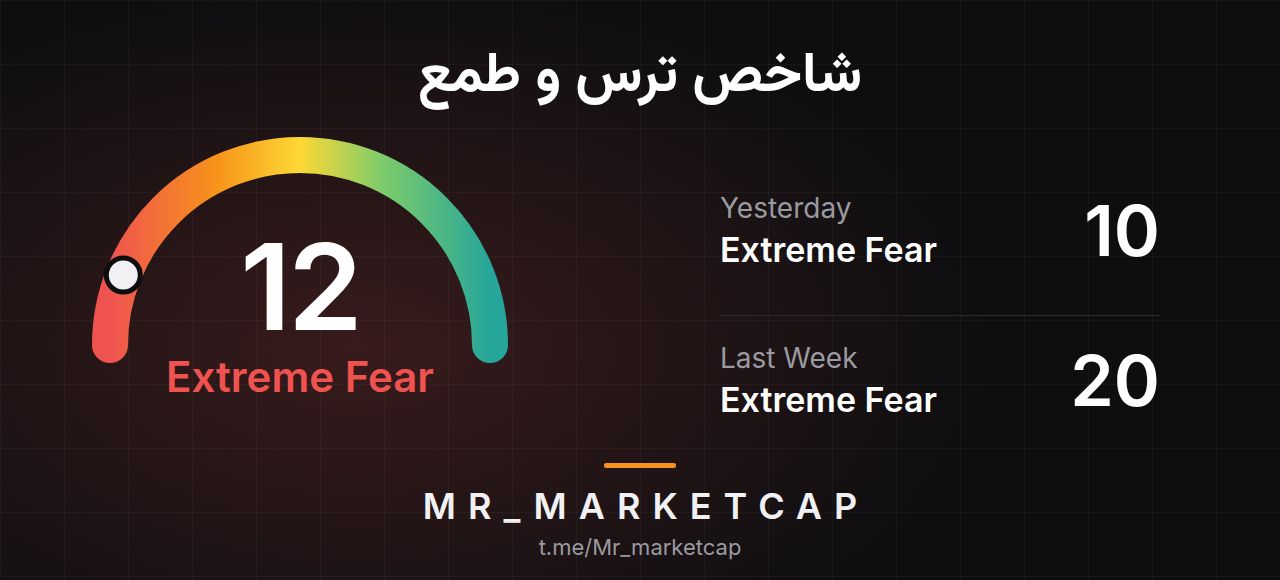 شاخص ترس و طمع
12
Extreme Fear
Yesterday
Extreme Fear
10
Last Week
Extreme Fear
20
MR_MARKETCAP
t.me/Mr_marketcap